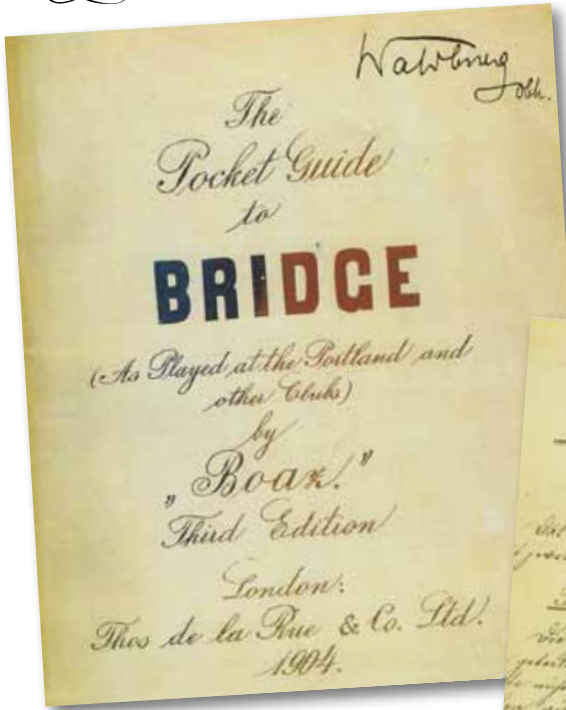 The
Pocket Guide
to
BRIDGE
(As Played at the Portland and
other Clubs)
by
„Boaz."
Third Edition
London:
Thos de la Rue & Co. Ltd.
1904.